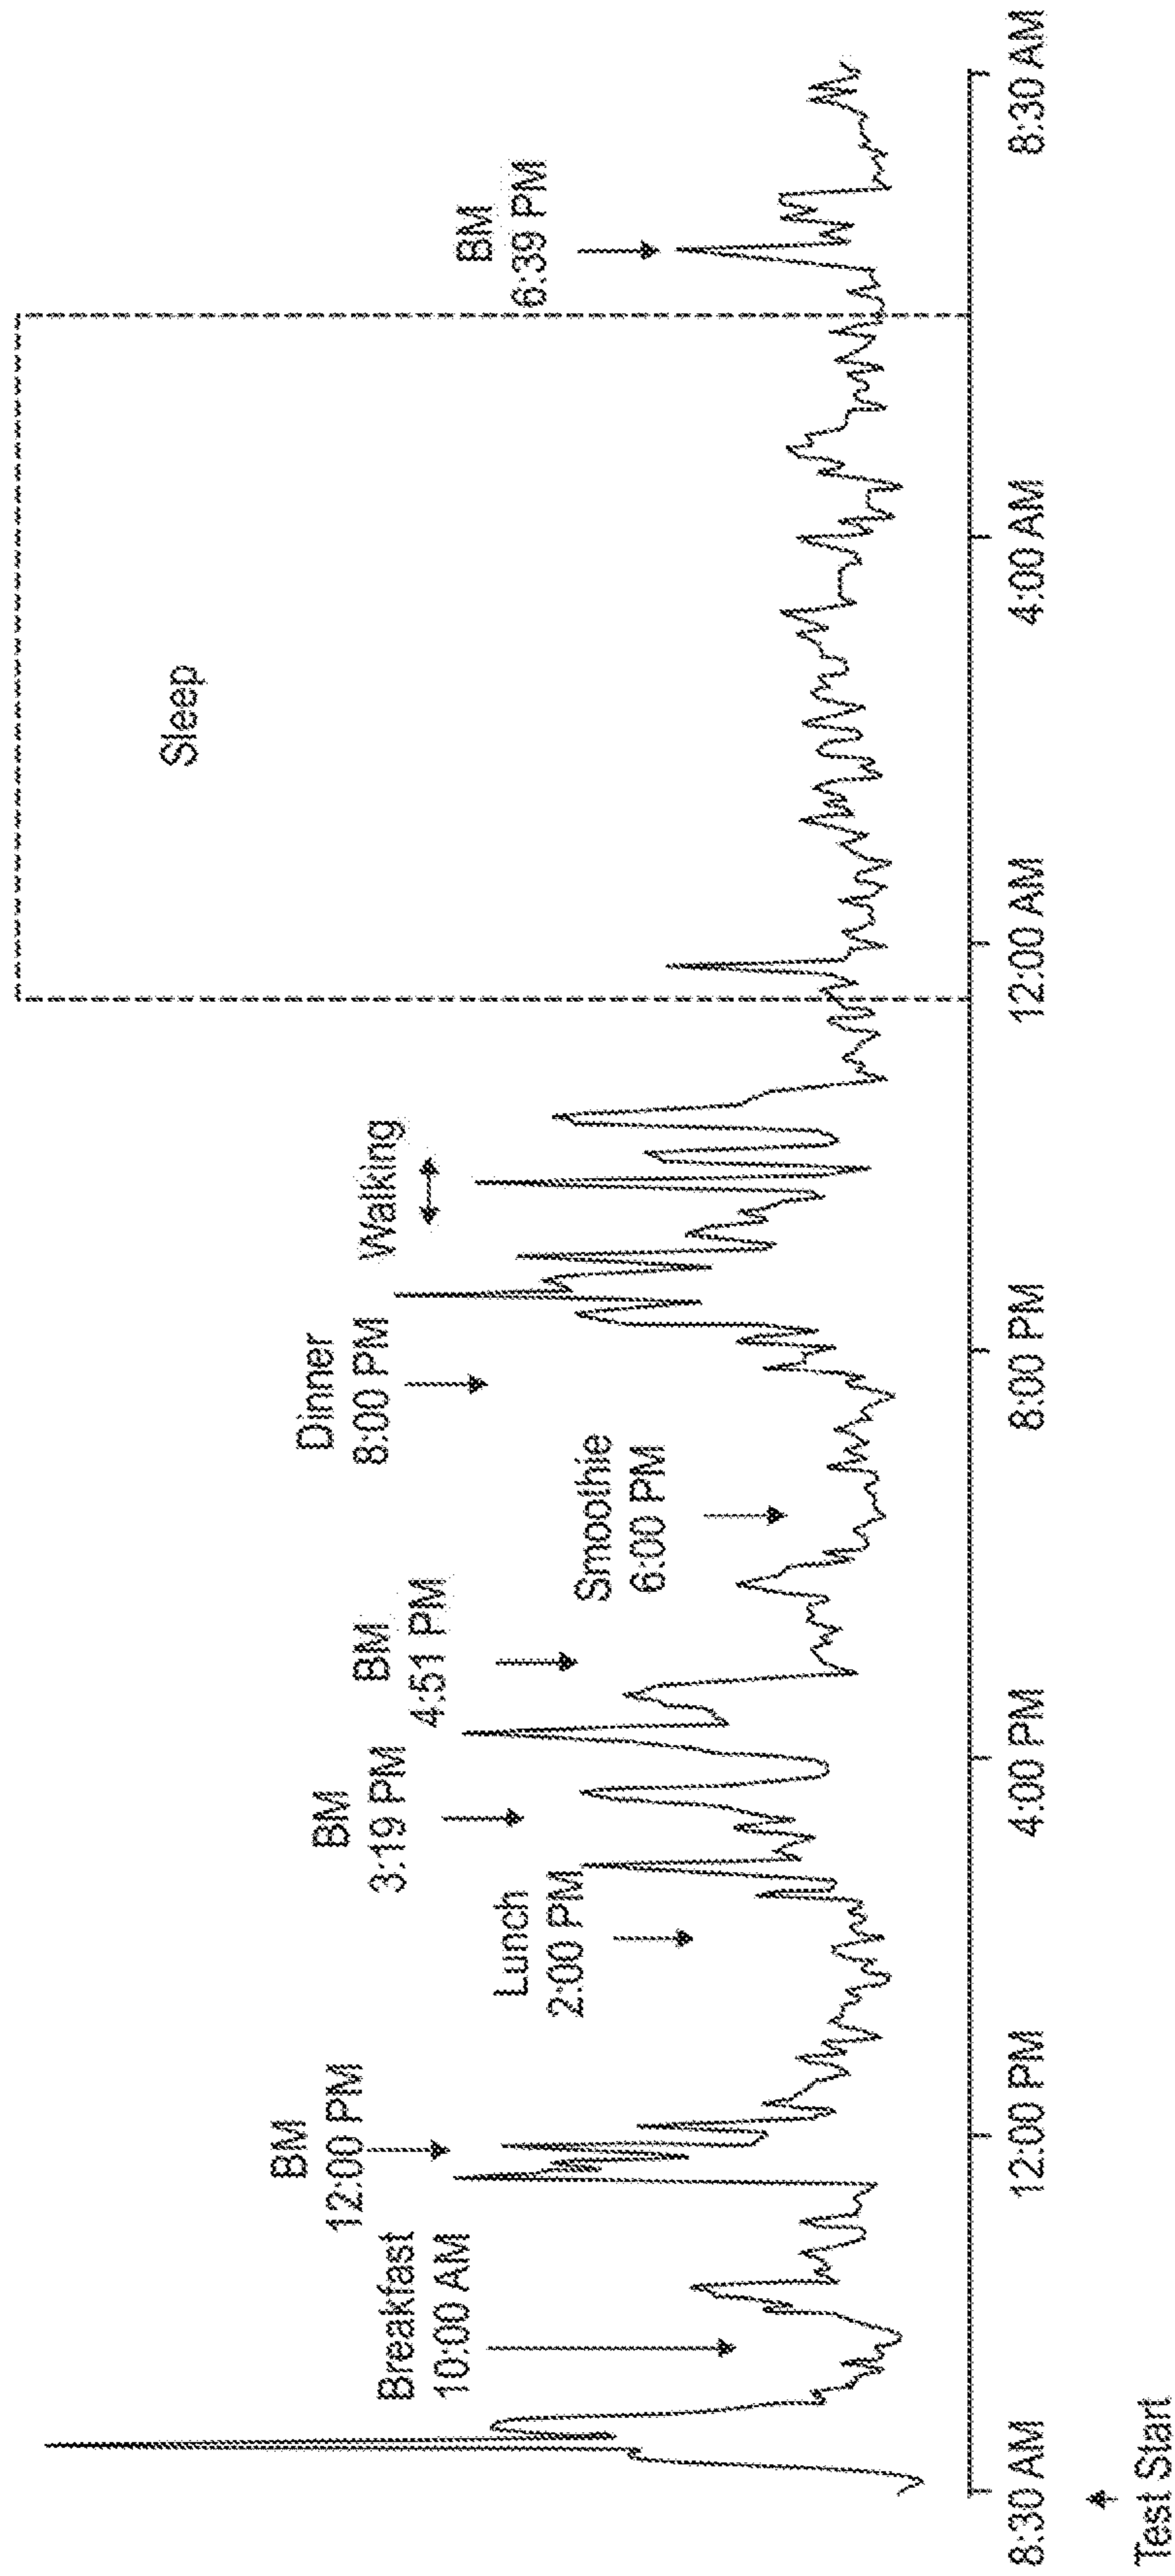 Sleep
BM
12:00 PM
Breakfast
10:00 AM
Lunch
2:00 PM
BM
3:19 PM
BM
4:51 PM
Smoothie
6:00 PM
Dinner
8:00 PM
Walking
BM
6:39 PM
8:30 AM
12:00 PM
4:00 PM
8:00 PM
12:00 AM
4:00 AM
8:30 AM
Test Start